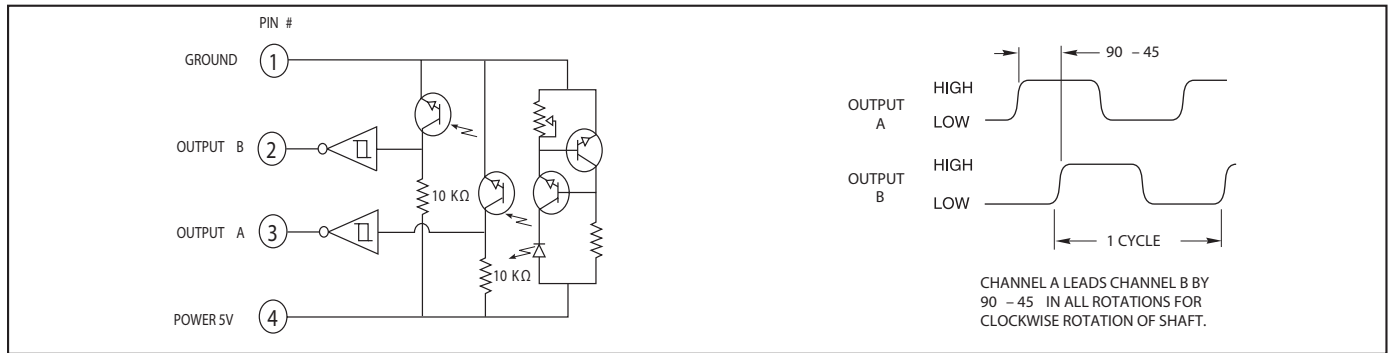 PIN #
GROUND 1
OUTPUT B 2
10 KΩ
OUTPUT A 3
10 KΩ
POWER 5V 4
90 – 45
OUTPUT
A
HIGH
LOW
OUTPUT
B
HIGH
LOW
1 CYCLE
CHANNEL A LEADS CHANNEL B BY
90 – 45 IN ALL ROTATIONS FOR
CLOCKWISE ROTATION OF SHAFT.